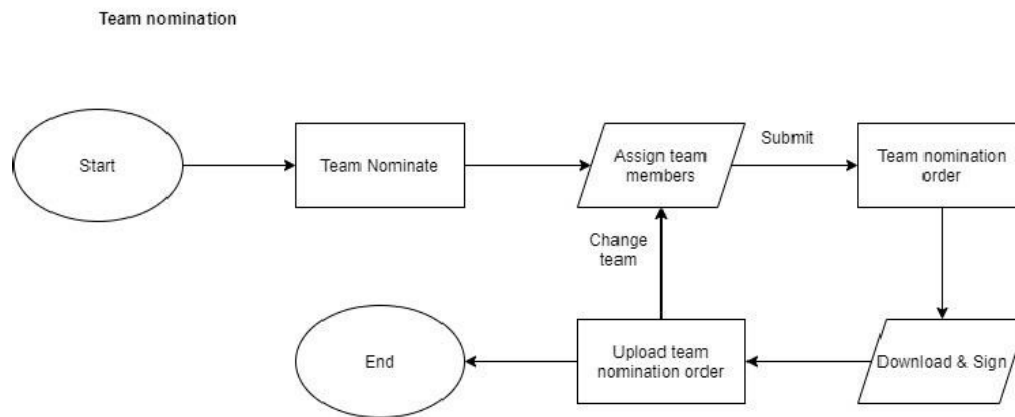 Team nomination
Start
Team Nominate
Assign team
members
Submit
Team nomination
order
Change
team
End
Upload team
nomination order
Download & Sign